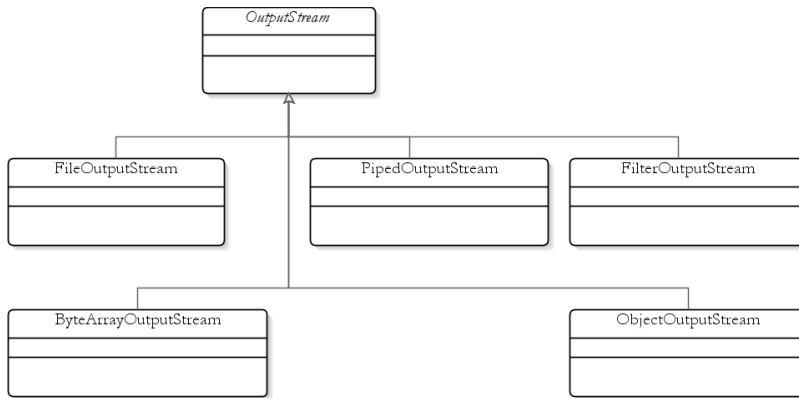 OutputStream
FileOutputStream
PipedOutputStream
FilterOutputStream
ByteArrayOutputStream
ObjectOutputStream